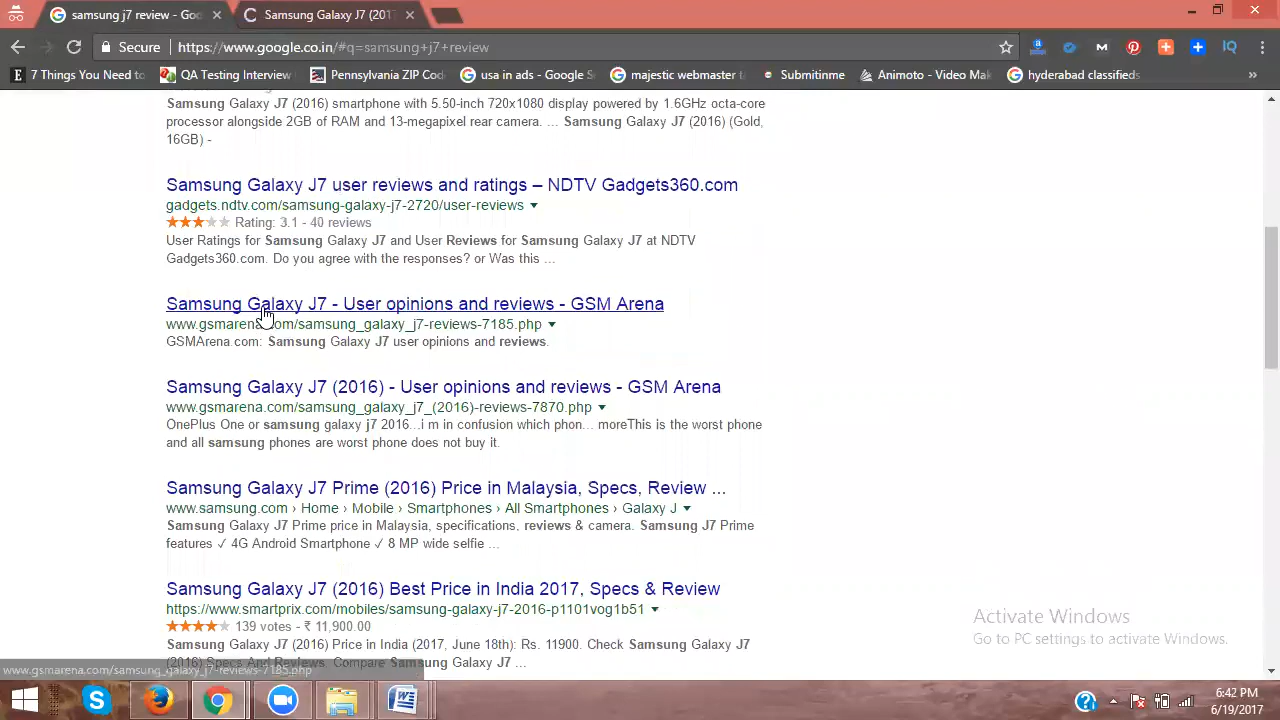 samsung j7 review - Goo
Samsung Galaxy J7 (2017
Secure https://www.google.co.in/#q=samsung+j7+review
7 Things You Need to
QA Testing Interview
Pennsylvania ZIP Cod
usa in ads - Google S
majestic webmaster
Submitinme
Animoto - Video Ma
hyderabad classifieds
Samsung Galaxy J7 (2016) smartphone with 5.50-inch 720x1080 display powered by 1.6GHz octa-core
processor alongside 2GB of RAM and 13-megapixel rear camera. ... Samsung Galaxy J7 (2016) (Gold,
16GB) -
Samsung Galaxy J7 user reviews and ratings – NDTV Gadgets360.com
gadgets.ndtv.com/samsung-galaxy-j7-2720/user-reviews
Rating: 3.1 - 40 reviews
User Ratings for Samsung Galaxy J7 and User Reviews for Samsung Galaxy J7 at NDTV
Gadgets360.com. Do you agree with the responses? or Was this ...
Samsung Galaxy J7 - User opinions and reviews - GSM Arena
www.gsmarena.com/samsung_galaxy_j7-reviews-7185.php
GSMArena.com: Samsung Galaxy J7 user opinions and reviews.
Samsung Galaxy J7 (2016) - User opinions and reviews - GSM Arena
www.gsmarena.com/samsung_galaxy_j7_(2016)-reviews-7870.php
OnePlus One or samsung galaxy j7 2016...i m in confusion which phon... moreThis is the worst phone
and all samsung phones are worst phone does not buy it.
Samsung Galaxy J7 Prime (2016) Price in Malaysia, Specs, Review ...
www.samsung.com › Home › Mobile › Smartphones › All Smartphones › Galaxy J
Samsung Galaxy J7 Prime price in Malaysia, specifications, reviews & camera. Samsung J7 Prime
features ✓ 4G Android Smartphone ✓ 8 MP wide selfie ...
Samsung Galaxy J7 (2016) Best Price in India 2017, Specs & Review
https://www.smartprix.com/mobiles/samsung-galaxy-j7-2016-p1101vog1b51
139 votes - ₹ 11,900.00
Samsung Galaxy J7 (2016) Price in India (2017, June 18th): Rs. 11900. Check Samsung Galaxy J7
(2016) Specs And Reviews. Compare Samsung Galaxy J7 ...
Activate Windows
Go to PC settings to activate Windows.
www.gsmarena.com/samsung_galaxy_j7-reviews-7185.php
6:42 PM
6/19/2017